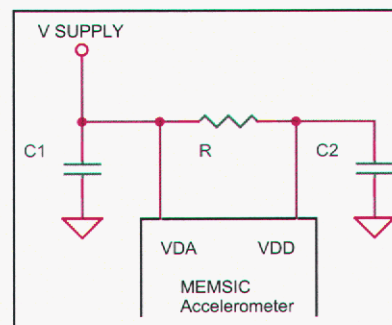 V SUPPLY
C1
R
C2
VDA
VDD
MEMSIC
Accelerometer